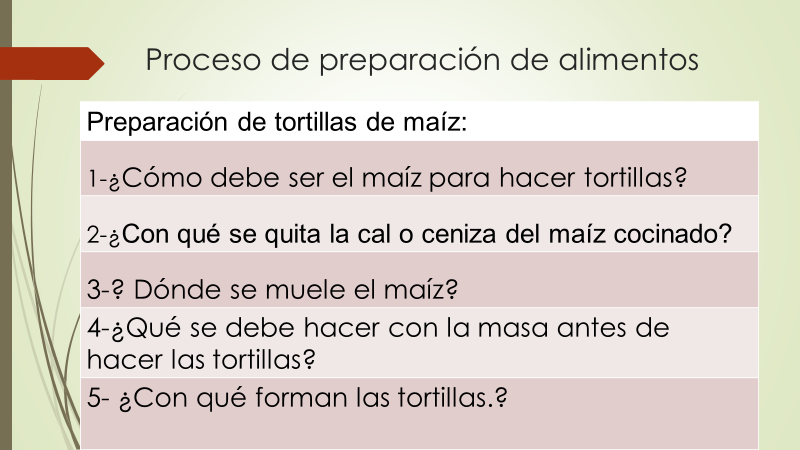 Proceso de preparación de alimentos
Preparación de tortillas de maíz:
1-¿Cómo debe ser el maíz para hacer tortillas?
2-¿Con qué se quita la cal o ceniza del maíz cocinado?
3-? Dónde se muele el maíz?
4-¿Qué se debe hacer con la masa antes de
hacer las tortillas?
5- ¿Con qué forman las tortillas.?